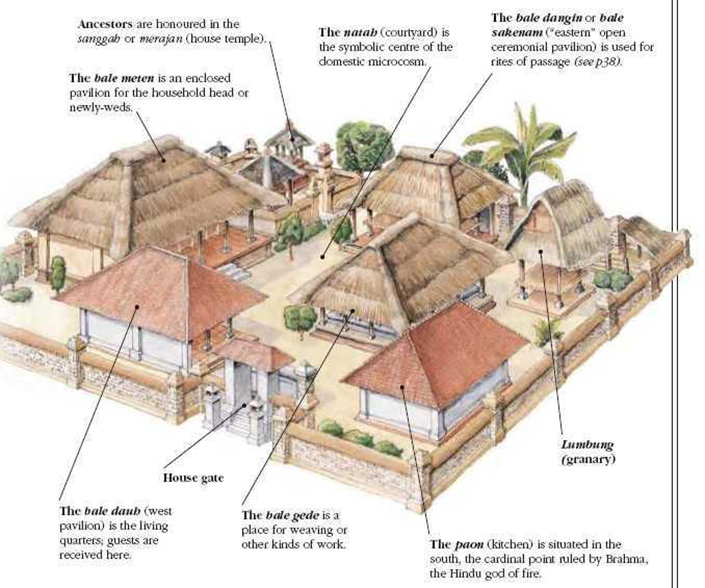 Ancestors are honoured in the
sanggah or merajan (house temple).
The natah (courtyard) is
the symbolic centre of the
domestic microcosm.
The bale dangin or bale
sakenam (“eastern” open
ceremonial pavilion) is used for
rites of passage (see p38).
The bale meten is an enclosed
pavilion for the household head or
newly-weds.
Lumbung
(granary)
House gate
The bale dauh (west
pavilion) is the living
quarters; guests are
received here.
The bale gede is a
place for weaving or
other kinds of work.
The paon (kitchen) is situated in the
south, the cardinal point ruled by Brahma,
the Hindu god of fire.